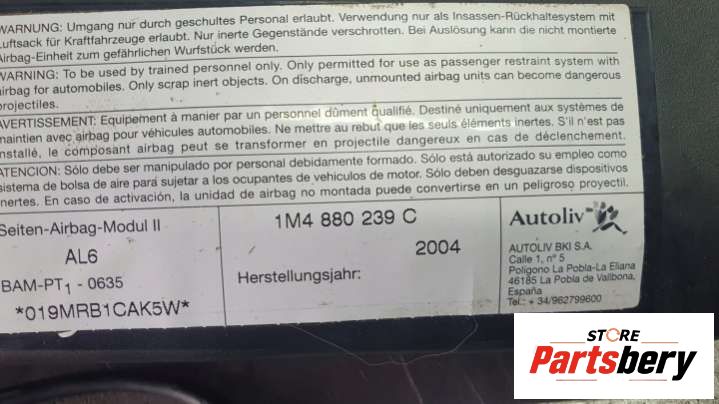 WARNUNG: Umgang nur durch geschultes Personal erlaubt. Verwendung nur als Insassen-Rückhaltesystem mit
Luftsack für Kraftfahrzeuge erlaubt. Nur inerte Gegenstände verschrotten. Bei Auslösung kann die nicht montierte
Airbag-Einheit zum gefährlichen Wurfstück werden.
WARNING: To be used by trained personnel only. Only permitted for use as passenger restraint system with
airbag for automobiles. Only scrap inert objects. On discharge, unmounted airbag units can become dangerous
projectiles.
AVERTISSEMENT: Equipement à manier par un personnel dûment qualifié. Destiné uniquement aux systèmes de
maintien avec airbag pour véhicules automobiles. Ne mettre au rebut que les seuls éléments inertes. S'il n'est pas
installé, le composant airbag peut se transformer en projectile dangereux en cas de déclenchement.
ATENCION: Sólo debe ser manipulado por personal debidamente formado. Sólo está autorizado su empleo como
sistema de bolsa de aire para sujetar a los ocupantes de vehiculos de motor. Sólo deben desguazarse dispositivos
inertes. En caso de activación, la unidad de airbag no montada puede convertirse en un peligroso proyectil.
Seiten-Airbag-Modul II
AL6
BAM-PT1 - 0635
*019MRB1CAK5W*
1M4 880 239 C
2004
Herstellungsjahr:
Autoliv
AUTOLIV BKI S.A.
Calle 1, n° 5
Polígono La Pobla-La Eliana
46185 La Pobla de Vallbona,
España
Tel.: + 34/962799600
STORE
Partsbery